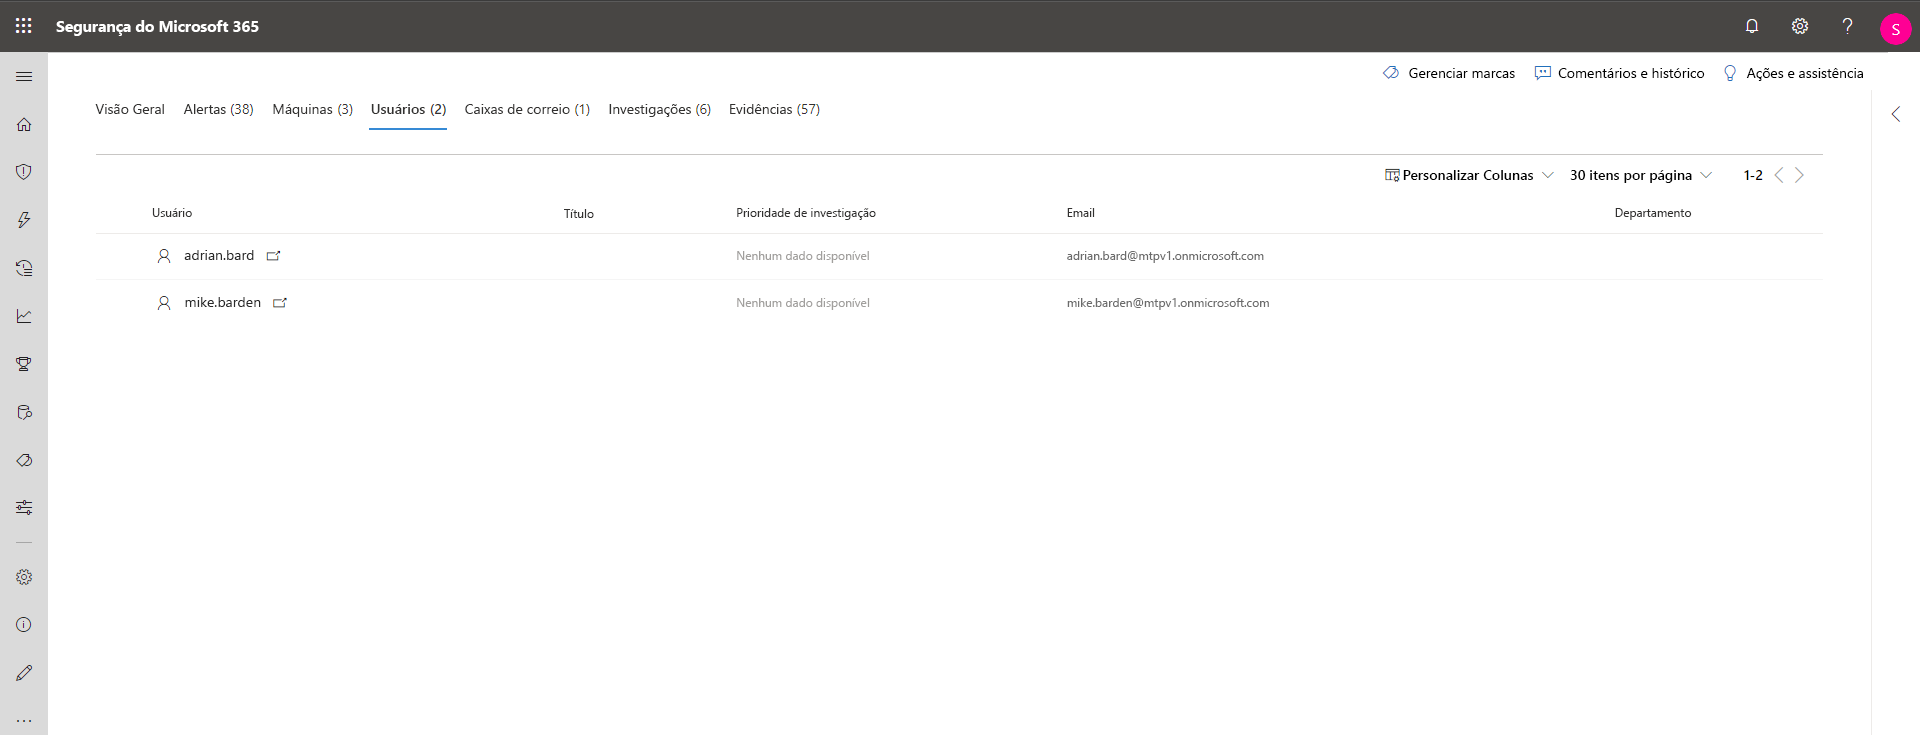 Segurança do Microsoft 365
S
Gerenciar marcas Comentários e histórico Ações e assistência
Visão Geral Alertas (38) Máquinas (3) Usuários (2) Caixas de correio (1) Investigações (6) Evidências (57)
Personalizar Colunas 30 itens por página 1-2
Usuário Título Prioridade de investigação Email Departamento
adrian.bard Nenhum dado disponível adrian.bard@mtpv1.onmicrosoft.com
mike.barden Nenhum dado disponível mike.barden@mtpv1.onmicrosoft.com